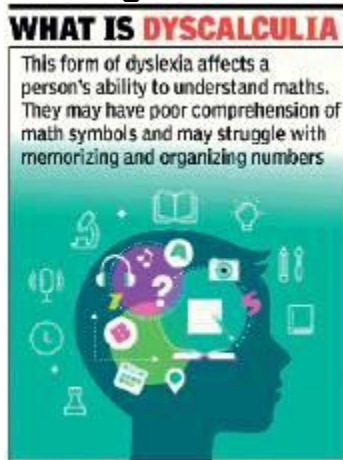 WHAT IS DYSCALCULIA
This form of dyslexia affects a
person's ability to understand maths.
They may have poor comprehension of
math symbols and may struggle with
memorizing and organizing numbers
A
?
B